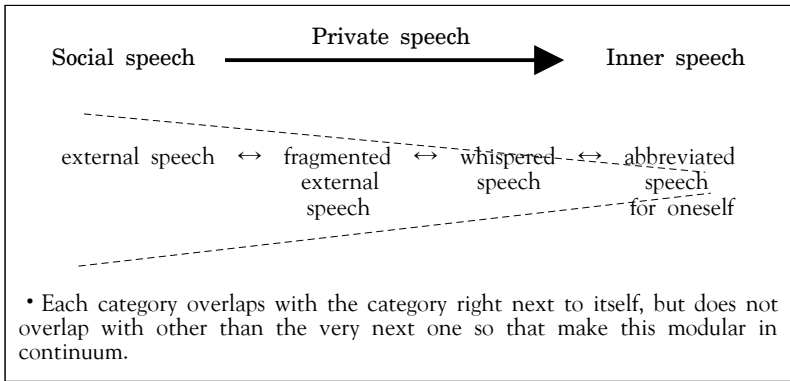 Private speech
Social speech Inner speech
external speech ↔ fragmented ↔ whispered ↔ abbreviated
external speech speech
speech for oneself
• Each category overlaps with the category right next to itself, but does not
overlap with other than the very next one so that make this modular in
continuum.